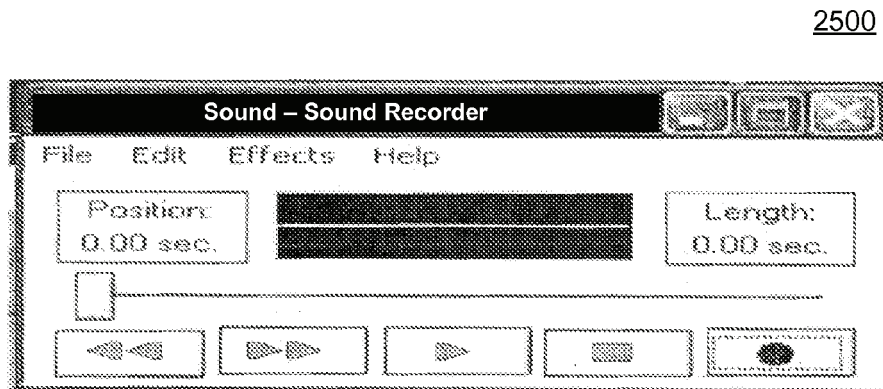 2500
Sound – Sound Recorder
File Edit Effects Help
Position:
0.00 sec.
Length:
0.00 sec.